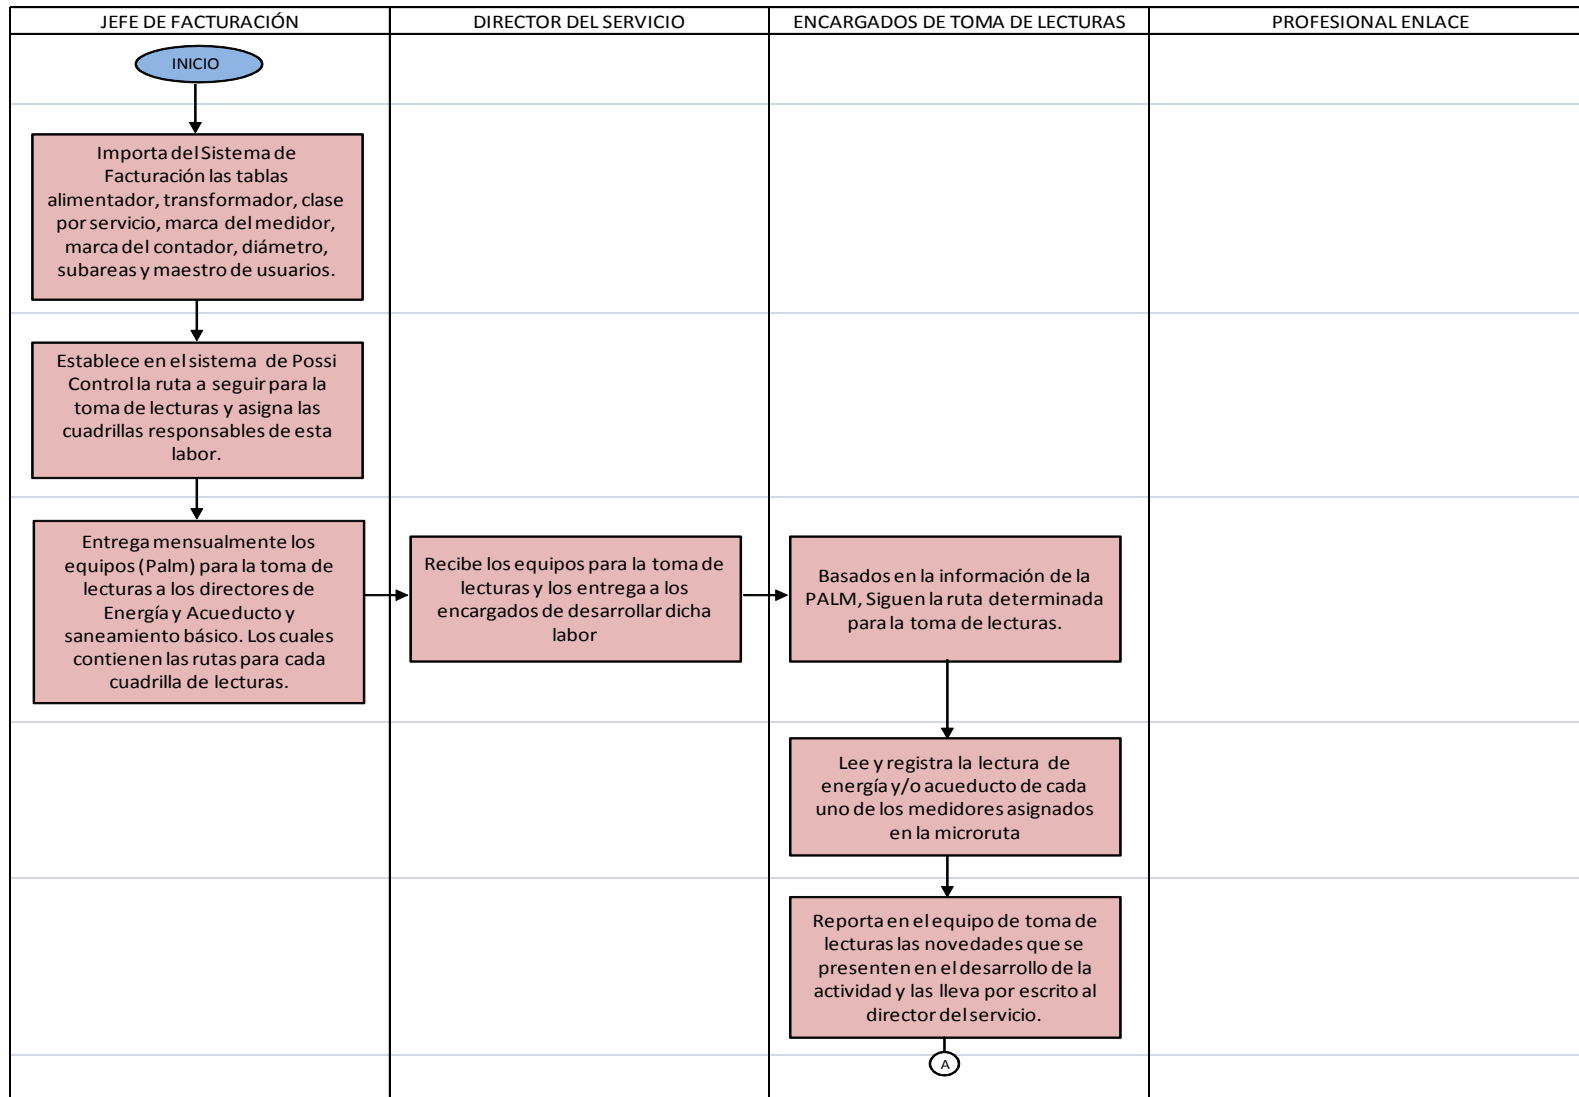 JEFE DE FACTURACIÓN
DIRECTOR DEL SERVICIO
ENCARGADOS DE TOMA DE LECTURAS
PROFESIONAL ENLACE
INICIO
Importa del Sistema de
Facturación las tablas
alimentador, transformador, clase
por servicio, marca del medidor,
marca del contador, diámetro,
subareas y maestro de usuarios.
Establece en el sistema de Possi
Control la ruta a seguir para la
toma de lecturas y asigna las
cuadrillas responsables de esta
labor.
Entrega mensualmente los
equipos (Palm) para la toma de
lecturas a los directores de
Energía y Acueducto y
saneamiento básico. Los cuales
contienen las rutas para cada
cuadrilla de lecturas.
Recibe los equipos para la toma de
lecturas y los entrega a los
encargados de desarrollar dicha
labor
Basados en la información de la
PALM, Siguen la ruta determinada
para la toma de lecturas.
Lee y registra la lectura de
energía y/o acueducto de cada
uno de los medidores asignados
en la microruta
Reporta en el equipo de toma de
lecturas las novedades que se
presenten en el desarrollo de la
actividad y las lleva por escrito al
director del servicio.
A